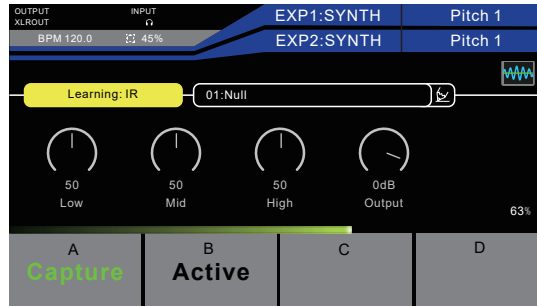 OUTPUT INPUT EXP1:SYNTH Pitch 1
XLROUT
BPM 120.0 45% EXP2:SYNTH Pitch 1
Learning: IR 01:Null
50 50 50 0dB
Low Mid High Output
63%
A B C D
Capture Active